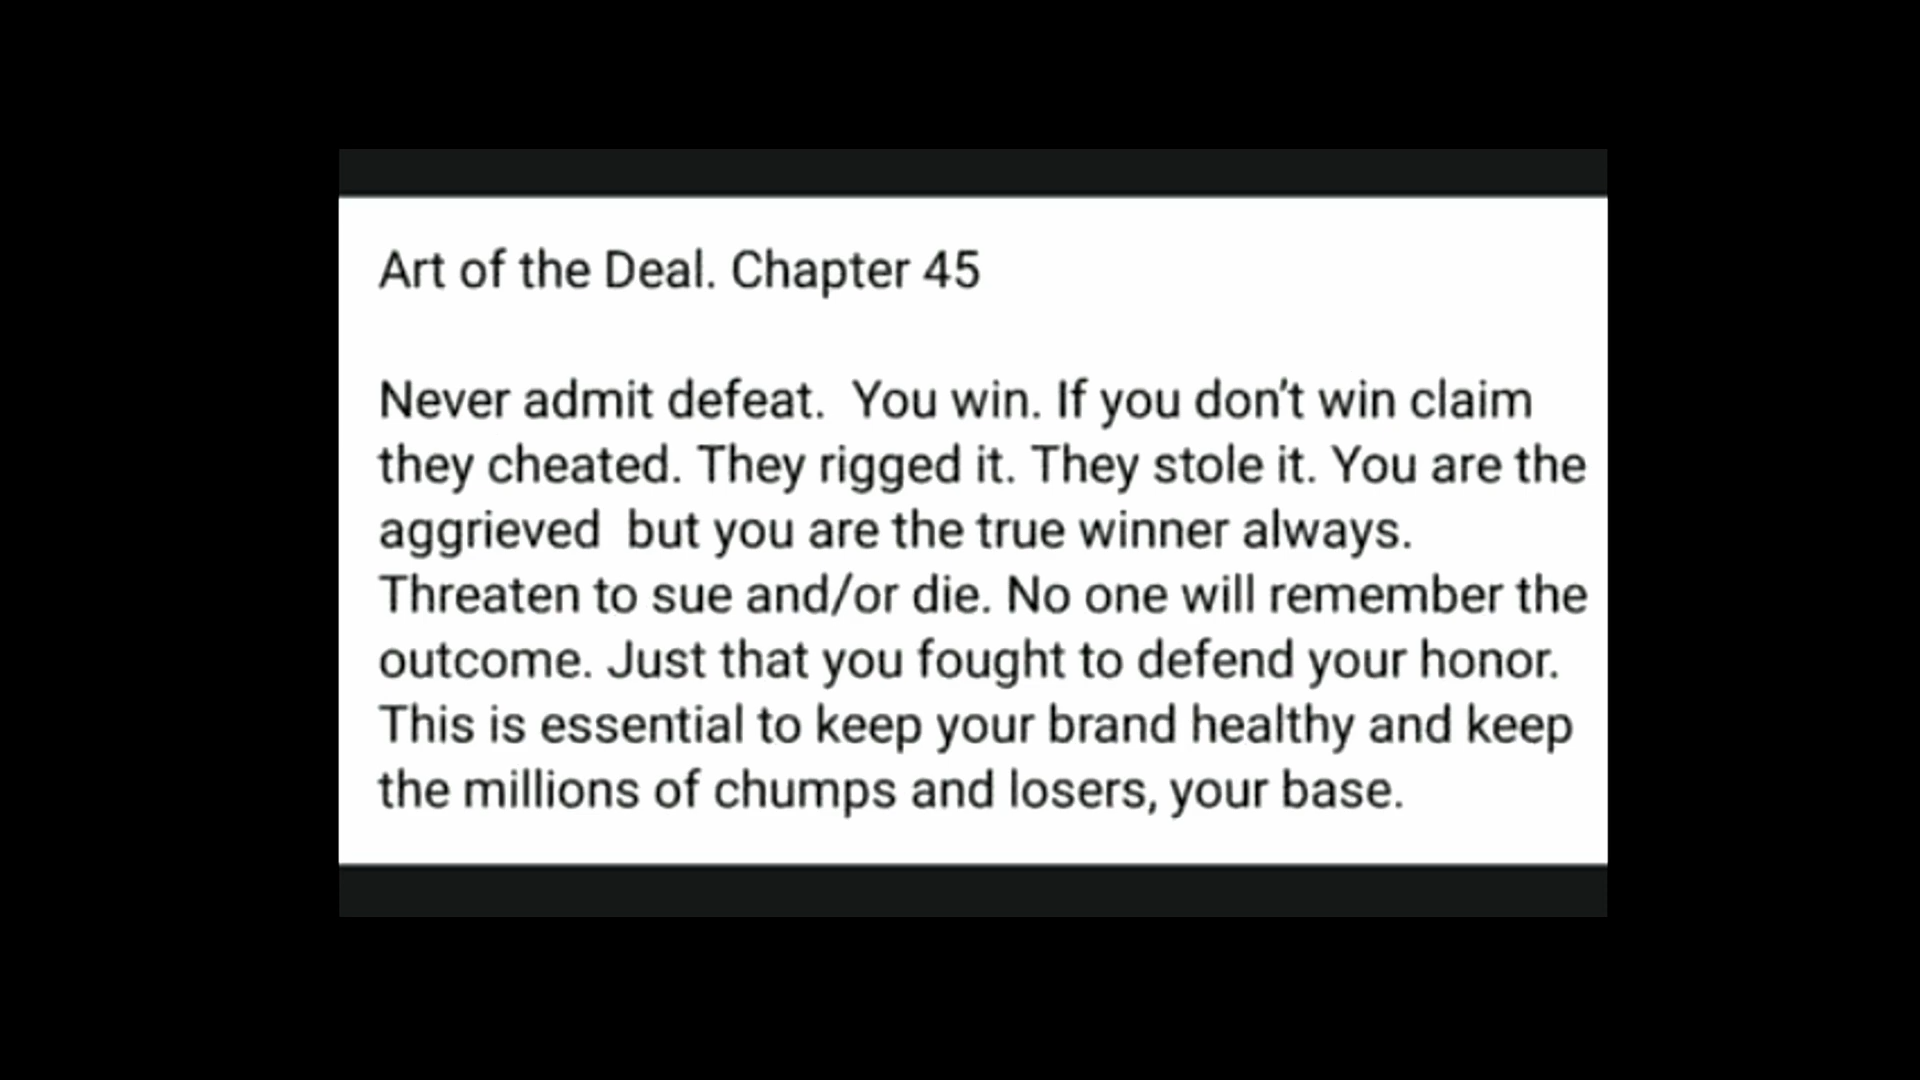 Art of the Deal. Chapter 45
Never admit defeat.  You win. If you don't win claim
they cheated. They rigged it. They stole it. You are the
aggrieved  but you are the true winner always.
Threaten to sue and/or die. No one will remember the
outcome. Just that you fought to defend your honor.
This is essential to keep your brand healthy and keep
the millions of chumps and losers, your base.